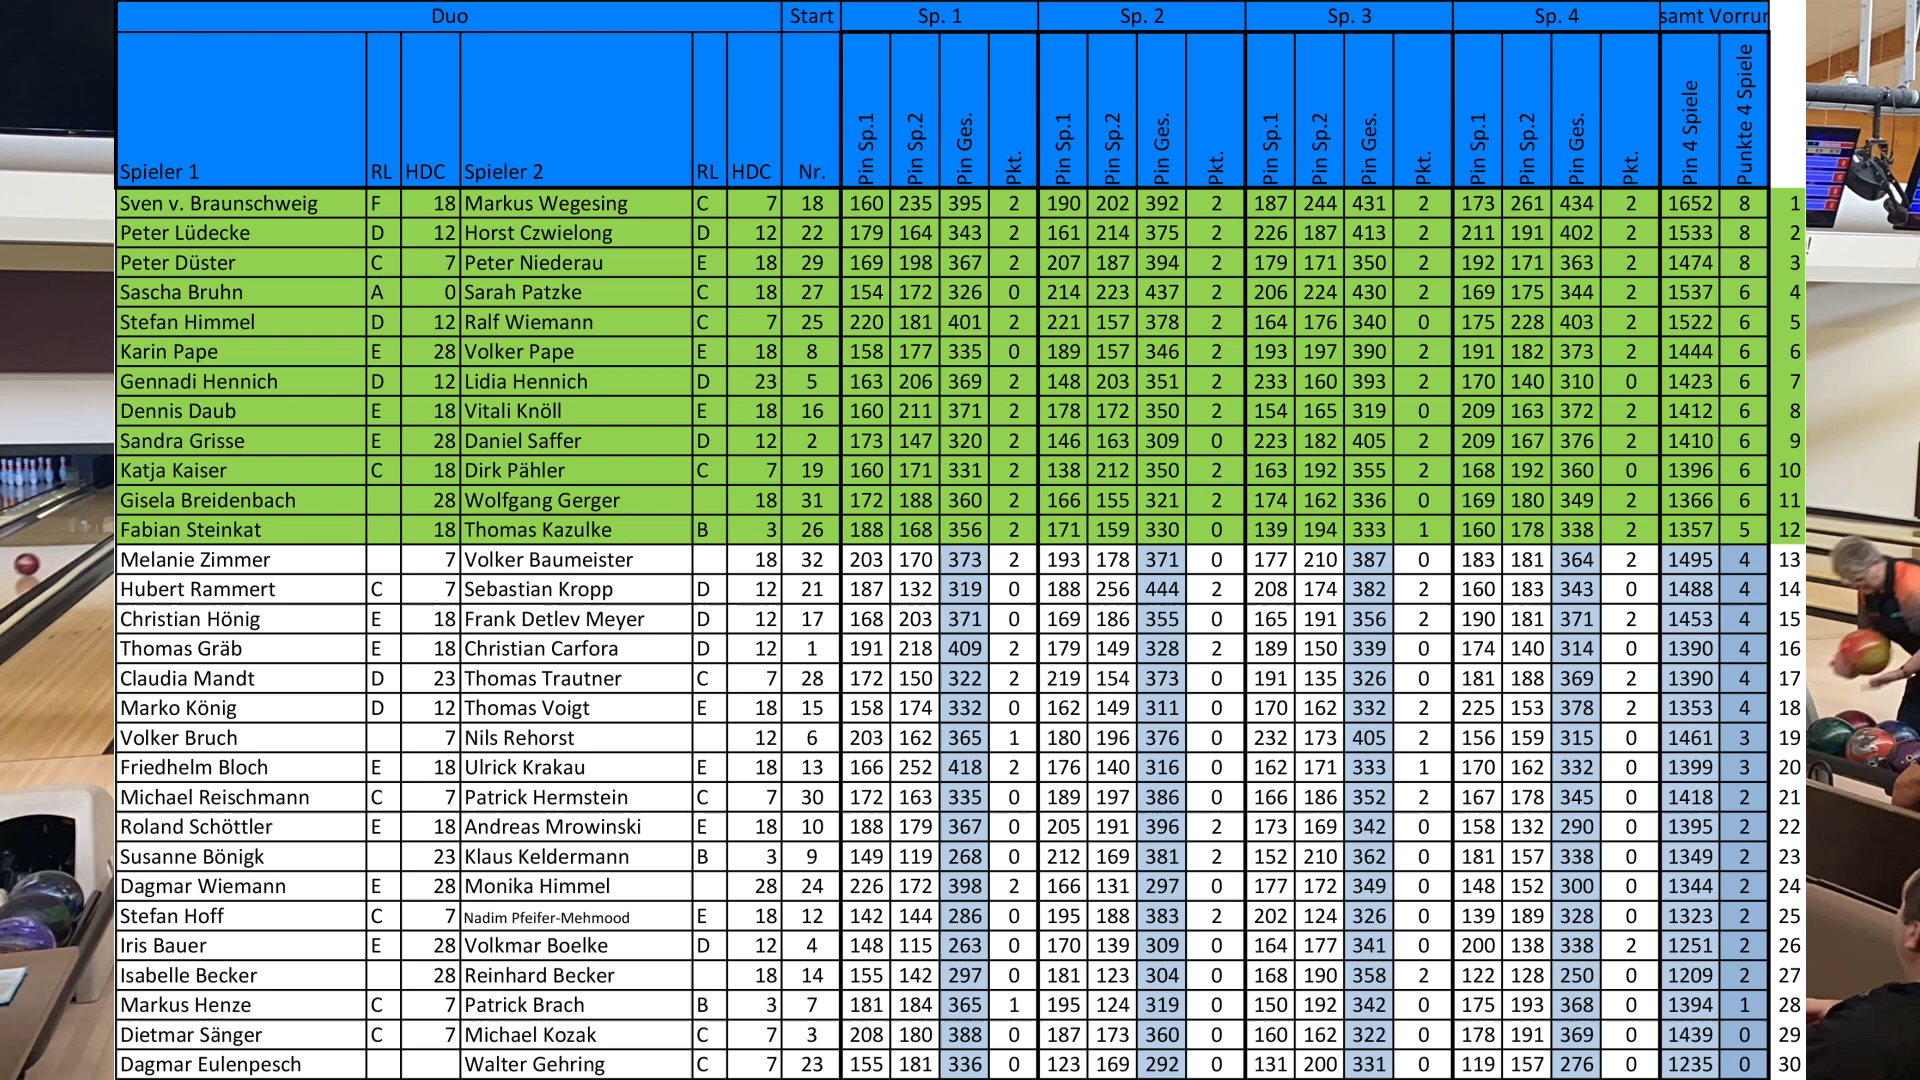 Duo Start Sp. 1 Sp. 2 Sp. 3 Sp. 4 samt Vorrur
Spieler 1 RL HDC Spieler 2 RL HDC Nr. Pin Sp.1 Pin Sp.2 Pin Ges. Pkt. Pin Sp.1 Pin Sp.2 Pin Ges. Pkt. Pin Sp.1 Pin Sp.2 Pin Ges. Pkt. Pin Sp.1 Pin Sp.2 Pin Ges. Pkt. Pin 4 Spiele Punkte 4 Spiele
Sven v. Braunschweig F 18 Markus Wegesing C 7 18 160 235 395 2 190 202 392 2 187 244 431 2 173 261 434 2 1652 8 1
Peter Lüdecke D 12 Horst Czwielong D 12 22 179 164 343 2 161 214 375 2 226 187 413 2 211 191 402 2 1533 8 2
Peter Düster C 7 Peter Niederau E 18 29 169 198 367 2 207 187 394 2 179 171 350 2 192 171 363 2 1474 8 3
Sascha Bruhn A 0 Sarah Patzke C 18 27 154 172 326 0 214 223 437 2 206 224 430 2 169 175 344 2 1537 6 4
Stefan Himmel D 12 Ralf Wiemann C 7 25 220 181 401 2 221 157 378 2 164 176 340 0 175 228 403 2 1522 6 5
Karin Pape E 28 Volker Pape E 18 8 158 177 335 0 189 157 346 2 193 197 390 2 191 182 373 2 1444 6 6
Gennadi Hennich D 12 Lidia Hennich D 23 5 163 206 369 2 148 203 351 2 233 160 393 2 170 140 310 0 1423 6 7
Dennis Daub E 18 Vitali Knöll E 18 16 160 211 371 2 178 172 350 2 154 165 319 0 209 163 372 2 1412 6 8
Sandra Grisse E 28 Daniel Saffer D 12 2 173 147 320 2 146 163 309 0 223 182 405 2 209 167 376 2 1410 6 9
Katja Kaiser C 18 Dirk Pähler C 7 19 160 171 331 2 138 212 350 2 163 192 355 2 168 192 360 0 1396 6 10
Gisela Breidenbach 28 Wolfgang Gerger 18 31 172 188 360 2 166 155 321 2 174 162 336 0 169 180 349 2 1366 6 11
Fabian Steinkat 18 Thomas Kazulke B 3 26 188 168 356 2 171 159 330 0 139 194 333 1 160 178 338 2 1357 5 12
Melanie Zimmer 7 Volker Baumeister 18 32 203 170 373 2 193 178 371 0 177 210 387 0 183 181 364 2 1495 4 13
Hubert Rammert C 7 Sebastian Kropp D 12 21 187 132 319 0 188 256 444 2 208 174 382 2 160 183 343 0 1488 4 14
Christian Hönig E 18 Frank Detlev Meyer D 12 17 168 203 371 0 169 186 355 0 165 191 356 2 190 181 371 2 1453 4 15
Thomas Gräb E 18 Christian Carfora D 12 1 191 218 409 2 179 149 328 2 189 150 339 0 174 140 314 0 1390 4 16
Claudia Mandt D 23 Thomas Trautner C 7 28 172 150 322 2 219 154 373 0 191 135 326 0 181 188 369 2 1390 4 17
Marko König D 12 Thomas Voigt E 18 15 158 174 332 0 162 149 311 0 170 162 332 2 225 153 378 2 1353 4 18
Volker Bruch 7 Nils Rehorst 12 6 203 162 365 1 180 196 376 0 232 173 405 2 156 159 315 0 1461 3 19
Friedhelm Bloch E 18 Ulrick Krakau E 18 13 166 252 418 2 176 140 316 0 162 171 333 1 170 162 332 0 1399 3 20
Michael Reischmann C 7 Patrick Hermstein C 7 30 172 163 335 0 189 197 386 0 166 186 352 2 167 178 345 0 1418 2 21
Roland Schöttler E 18 Andreas Mrowinski E 18 10 188 179 367 0 205 191 396 2 173 169 342 0 158 132 290 0 1395 2 22
Susanne Bönigk 23 Klaus Keldermann B 3 9 149 119 268 0 212 169 381 2 152 210 362 0 181 157 338 0 1349 2 23
Dagmar Wiemann E 28 Monika Himmel 28 24 226 172 398 2 166 131 297 0 177 172 349 0 148 152 300 0 1344 2 24
Stefan Hoff C 7 Nadim Pfeifer-Mehmood E 18 12 142 144 286 0 195 188 383 2 202 124 326 0 139 189 328 0 1323 2 25
Iris Bauer E 28 Volkmar Boelke D 12 4 148 115 263 0 170 139 309 0 164 177 341 0 200 138 338 2 1251 2 26
Isabelle Becker 28 Reinhard Becker 18 14 155 142 297 0 181 123 304 0 168 190 358 2 122 128 250 0 1209 2 27
Markus Henze C 7 Patrick Brach B 3 7 181 184 365 1 195 124 319 0 150 192 342 0 175 193 368 0 1394 1 28
Dietmar Sänger C 7 Michael Kozak C 7 3 208 180 388 0 187 173 360 0 160 162 322 0 178 191 369 0 1439 0 29
Dagmar Eulenpesch Walter Gehring C 7 23 155 181 336 0 123 169 292 0 131 200 331 0 119 157 276 0 1235 0 30